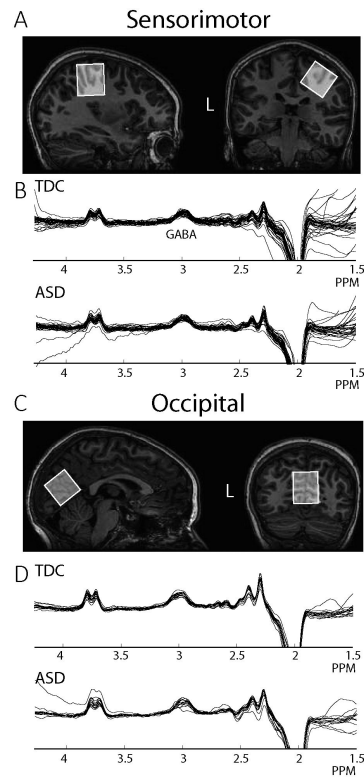 A Sensorimotor
L
B
TDC
GABA
4 3.5 3 2.5 2 1.5
PPM
ASD
4 3.5 3 2.5 2 1.5
PPM
C Occipital
L
D
TDC
4 3.5 3 2.5 2 1.5
PPM
ASD
4 3.5 3 2.5 2 1.5
PPM